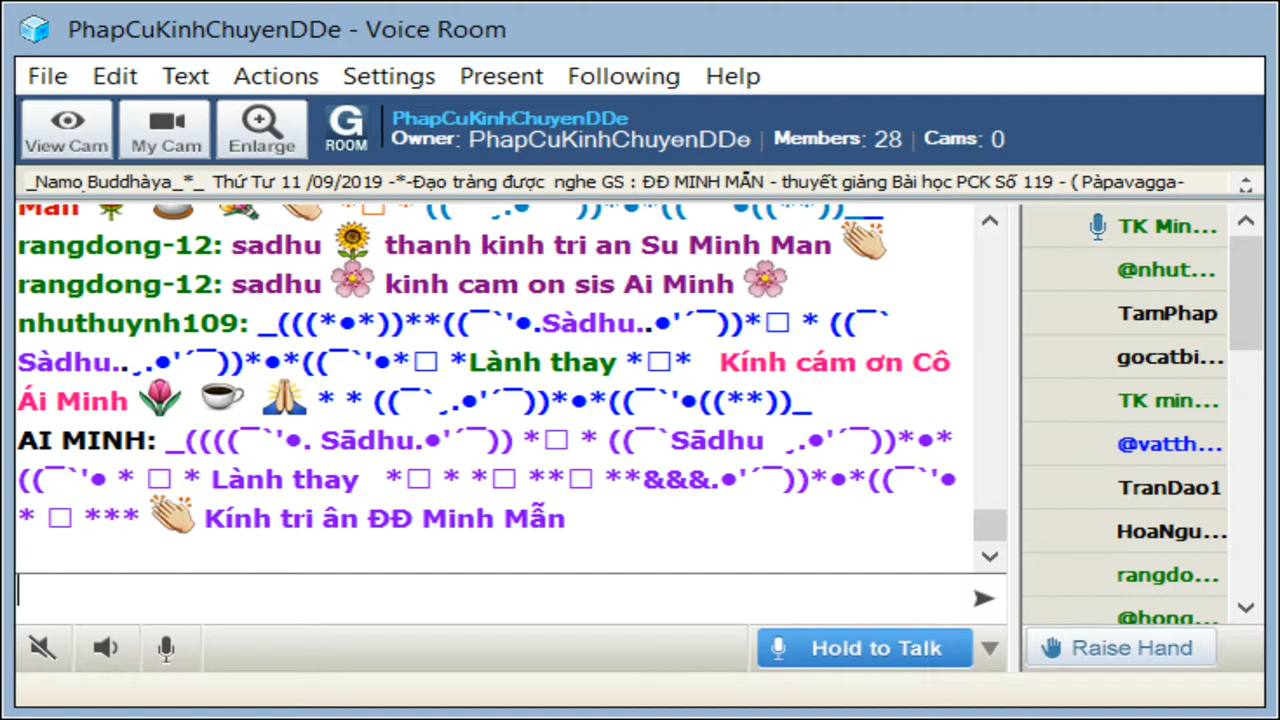 PhapCuKinhChuyenDDe - Voice Room
File Edit Text Actions Settings Present Following Help
View Cam My Cam Enlarge G ROOM
PhapCuKinhChuyenDDe
Owner: PhapCuKinhChuyenDDe | Members: 28 | Cams: 0
_Namo_Buddhàya_*_ Thứ Tư 11 /09/2019 -*-Đạo tràng được nghe GS : ĐĐ MINH MẪN - thuyết giảng Bài học PCK Số 119 - ( Pàpavagga-
Mẫn 🌻 ☕ 💐 👏 *□ * ((¯`¸.●'´¯))*●*((¯`'●((**))_ _
rangdong-12: sadhu 🌻 thanh kinh tri an Su Minh Man 👏
rangdong-12: sadhu 🌸 kinh cam on sis Ai Minh 🌸
nhuthuynh109: _(((*●*))**((¯`'●.Sàdhu..●'´¯))*□ * ((¯`
Sàdhu..¸.●'´¯))*●*((¯`'●*□ *Lành thay *□* Kính cám ơn Cô
Ái Minh 🌷 ☕ 🙏 * * ((¯`¸.●'´¯))*●*((¯`'●((**))_
AI MINH: _((((¯`'●. Sādhu.●'´¯)) *□ * ((¯`Sādhu ¸.●'´¯))*●*
((¯`'● * □ * Lành thay *□ * *□ **□ **&&&.●'´¯))*●*((¯`'●
* □ *** 👏 Kính tri ân ĐĐ Minh Mẫn
TK Min...
@nhut...
TamPhap
gocatbi...
TK min...
@vatth...
TranDao1
HoaNgu...
rangdo...
@hong...
Hold to Talk
Raise Hand